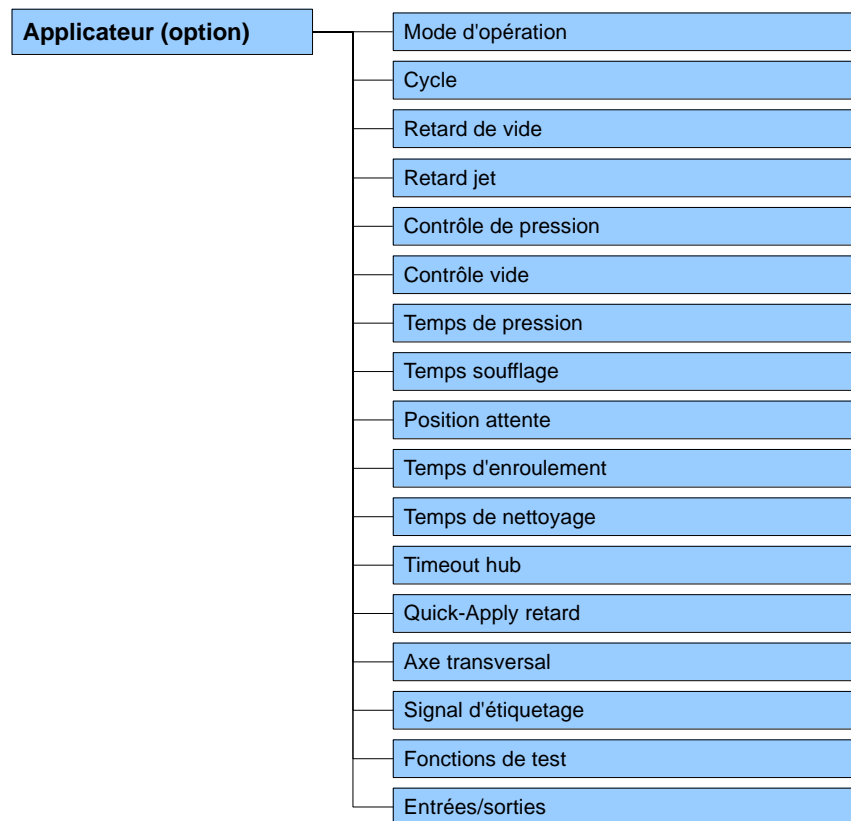 Applicateur (option)
Mode d'opération
Cycle
Retard de vide
Retard jet
Contrôle de pression
Contrôle vide
Temps de pression
Temps soufflage
Position attente
Temps d'enroulement
Temps de nettoyage
Timeout hub
Quick-Apply retard
Axe transversal
Signal d'étiquetage
Fonctions de test
Entrées/sorties